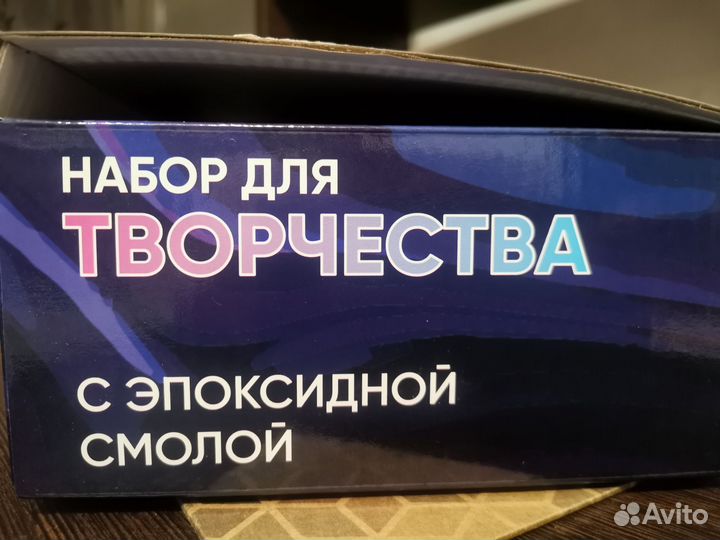 НАБОР ДЛЯ
ТВОРЧЕСТВА
С ЭПОКСИДНОЙ
СМОЛОЙ
Avito